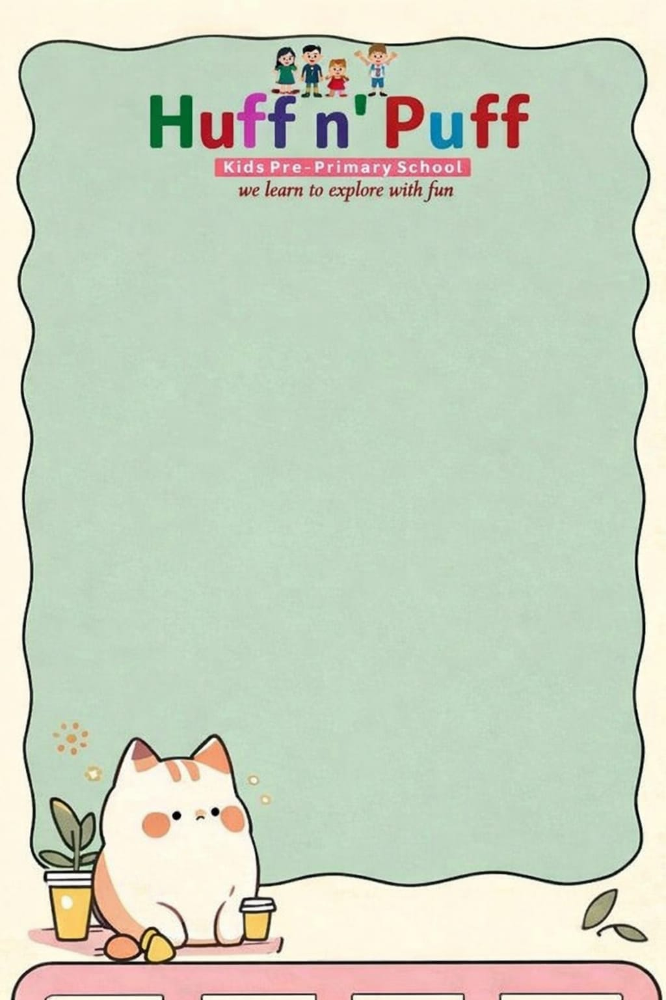 Huff n' Puff
Kids Pre-Primary School
we learn to explore with fun